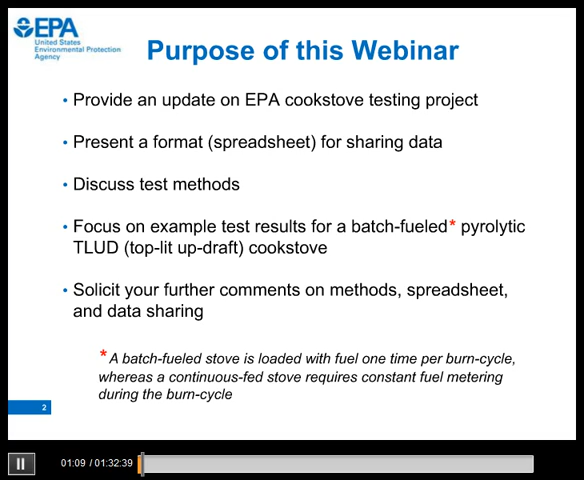 EPA
United States
Environmental Protection
Agency
Purpose of this Webinar
• Provide an update on EPA cookstove testing project
• Present a format (spreadsheet) for sharing data
• Discuss test methods
• Focus on example test results for a batch-fueled* pyrolytic
TLUD (top-lit up-draft) cookstove
• Solicit your further comments on methods, spreadsheet,
and data sharing
* A batch-fueled stove is loaded with fuel one time per burn-cycle,
whereas a continuous-fed stove requires constant fuel metering
during the burn-cycle
2
01:09 / 01:32:39